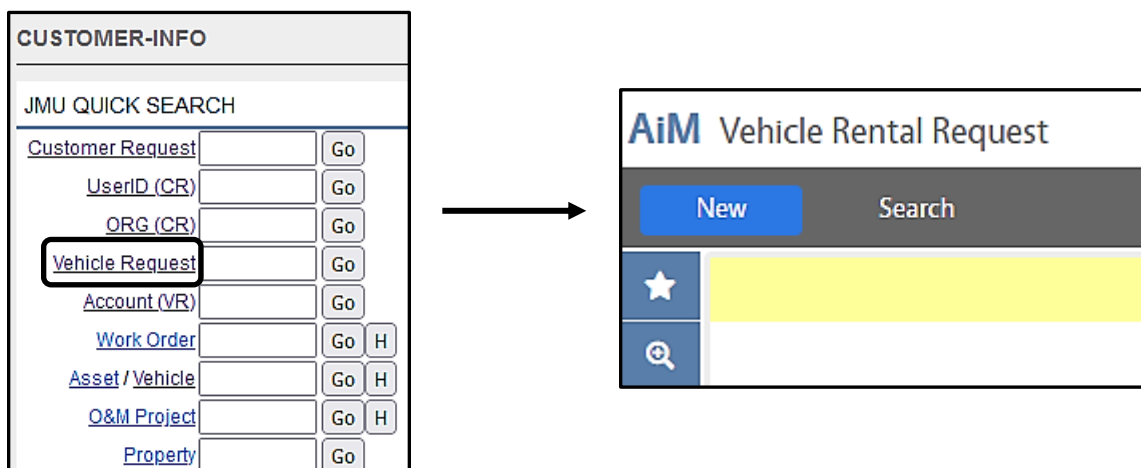 CUSTOMER-INFO
JMU QUICK SEARCH
Customer Request Go
UserID (CR) Go
ORG (CR) Go
Vehicle Request Go
Account (VR) Go
Work Order Go H
Asset / Vehicle Go H
O&M Project Go H
Property Go
AiM Vehicle Rental Request
New Search